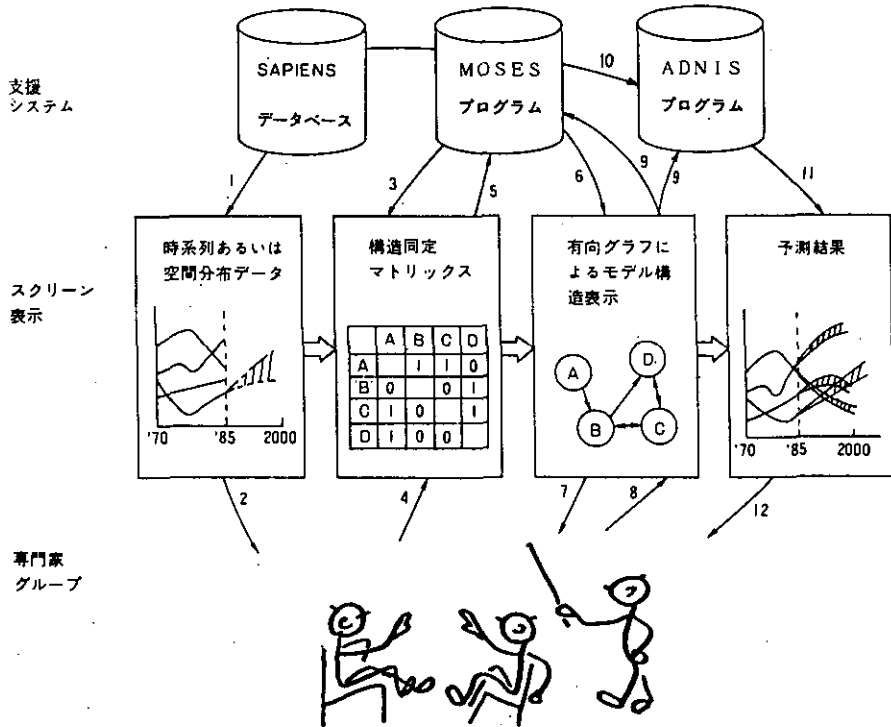 支援
システム
SAPIENS
データベース
MOSES
プログラム
ADNIS
プログラム
10
1
3
5
6
9
9
11
スクリーン
表示
時系列あるいは
空間分布データ
'70 '85 2000
構造同定
マトリックス
A B C D
A 1 1 0
B 0 0 1
C 1 0 1
D 1 0 0
有向グラフに
よるモデル構
造表示
A
D
B
C
予測結果
'70 '85 2000
2
4
7
8
12
専門家
グループ